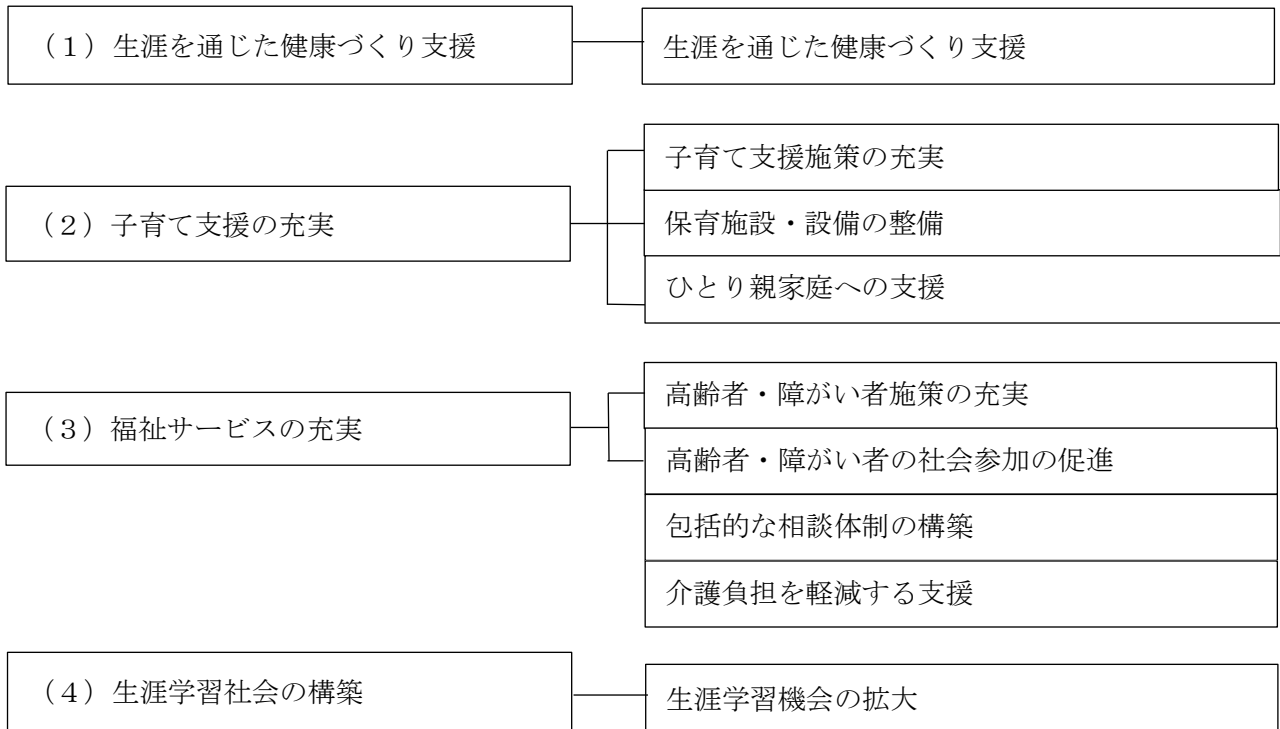 （１）生涯を通じた健康づくり支援
生涯を通じた健康づくり支援
（２）子育て支援の充実
子育て支援施策の充実
保育施設・設備の整備
ひとり親家庭への支援
（３）福祉サービスの充実
高齢者・障がい者施策の充実
高齢者・障がい者の社会参加の促進
包括的な相談体制の構築
介護負担を軽減する支援
（４）生涯学習社会の構築
生涯学習機会の拡大